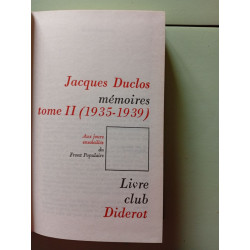 Jacques Duclos
mémoires
tome II (1935-1939)
Aux jours
ensoleillés
du
Front Populaire
Livre
club
Diderot